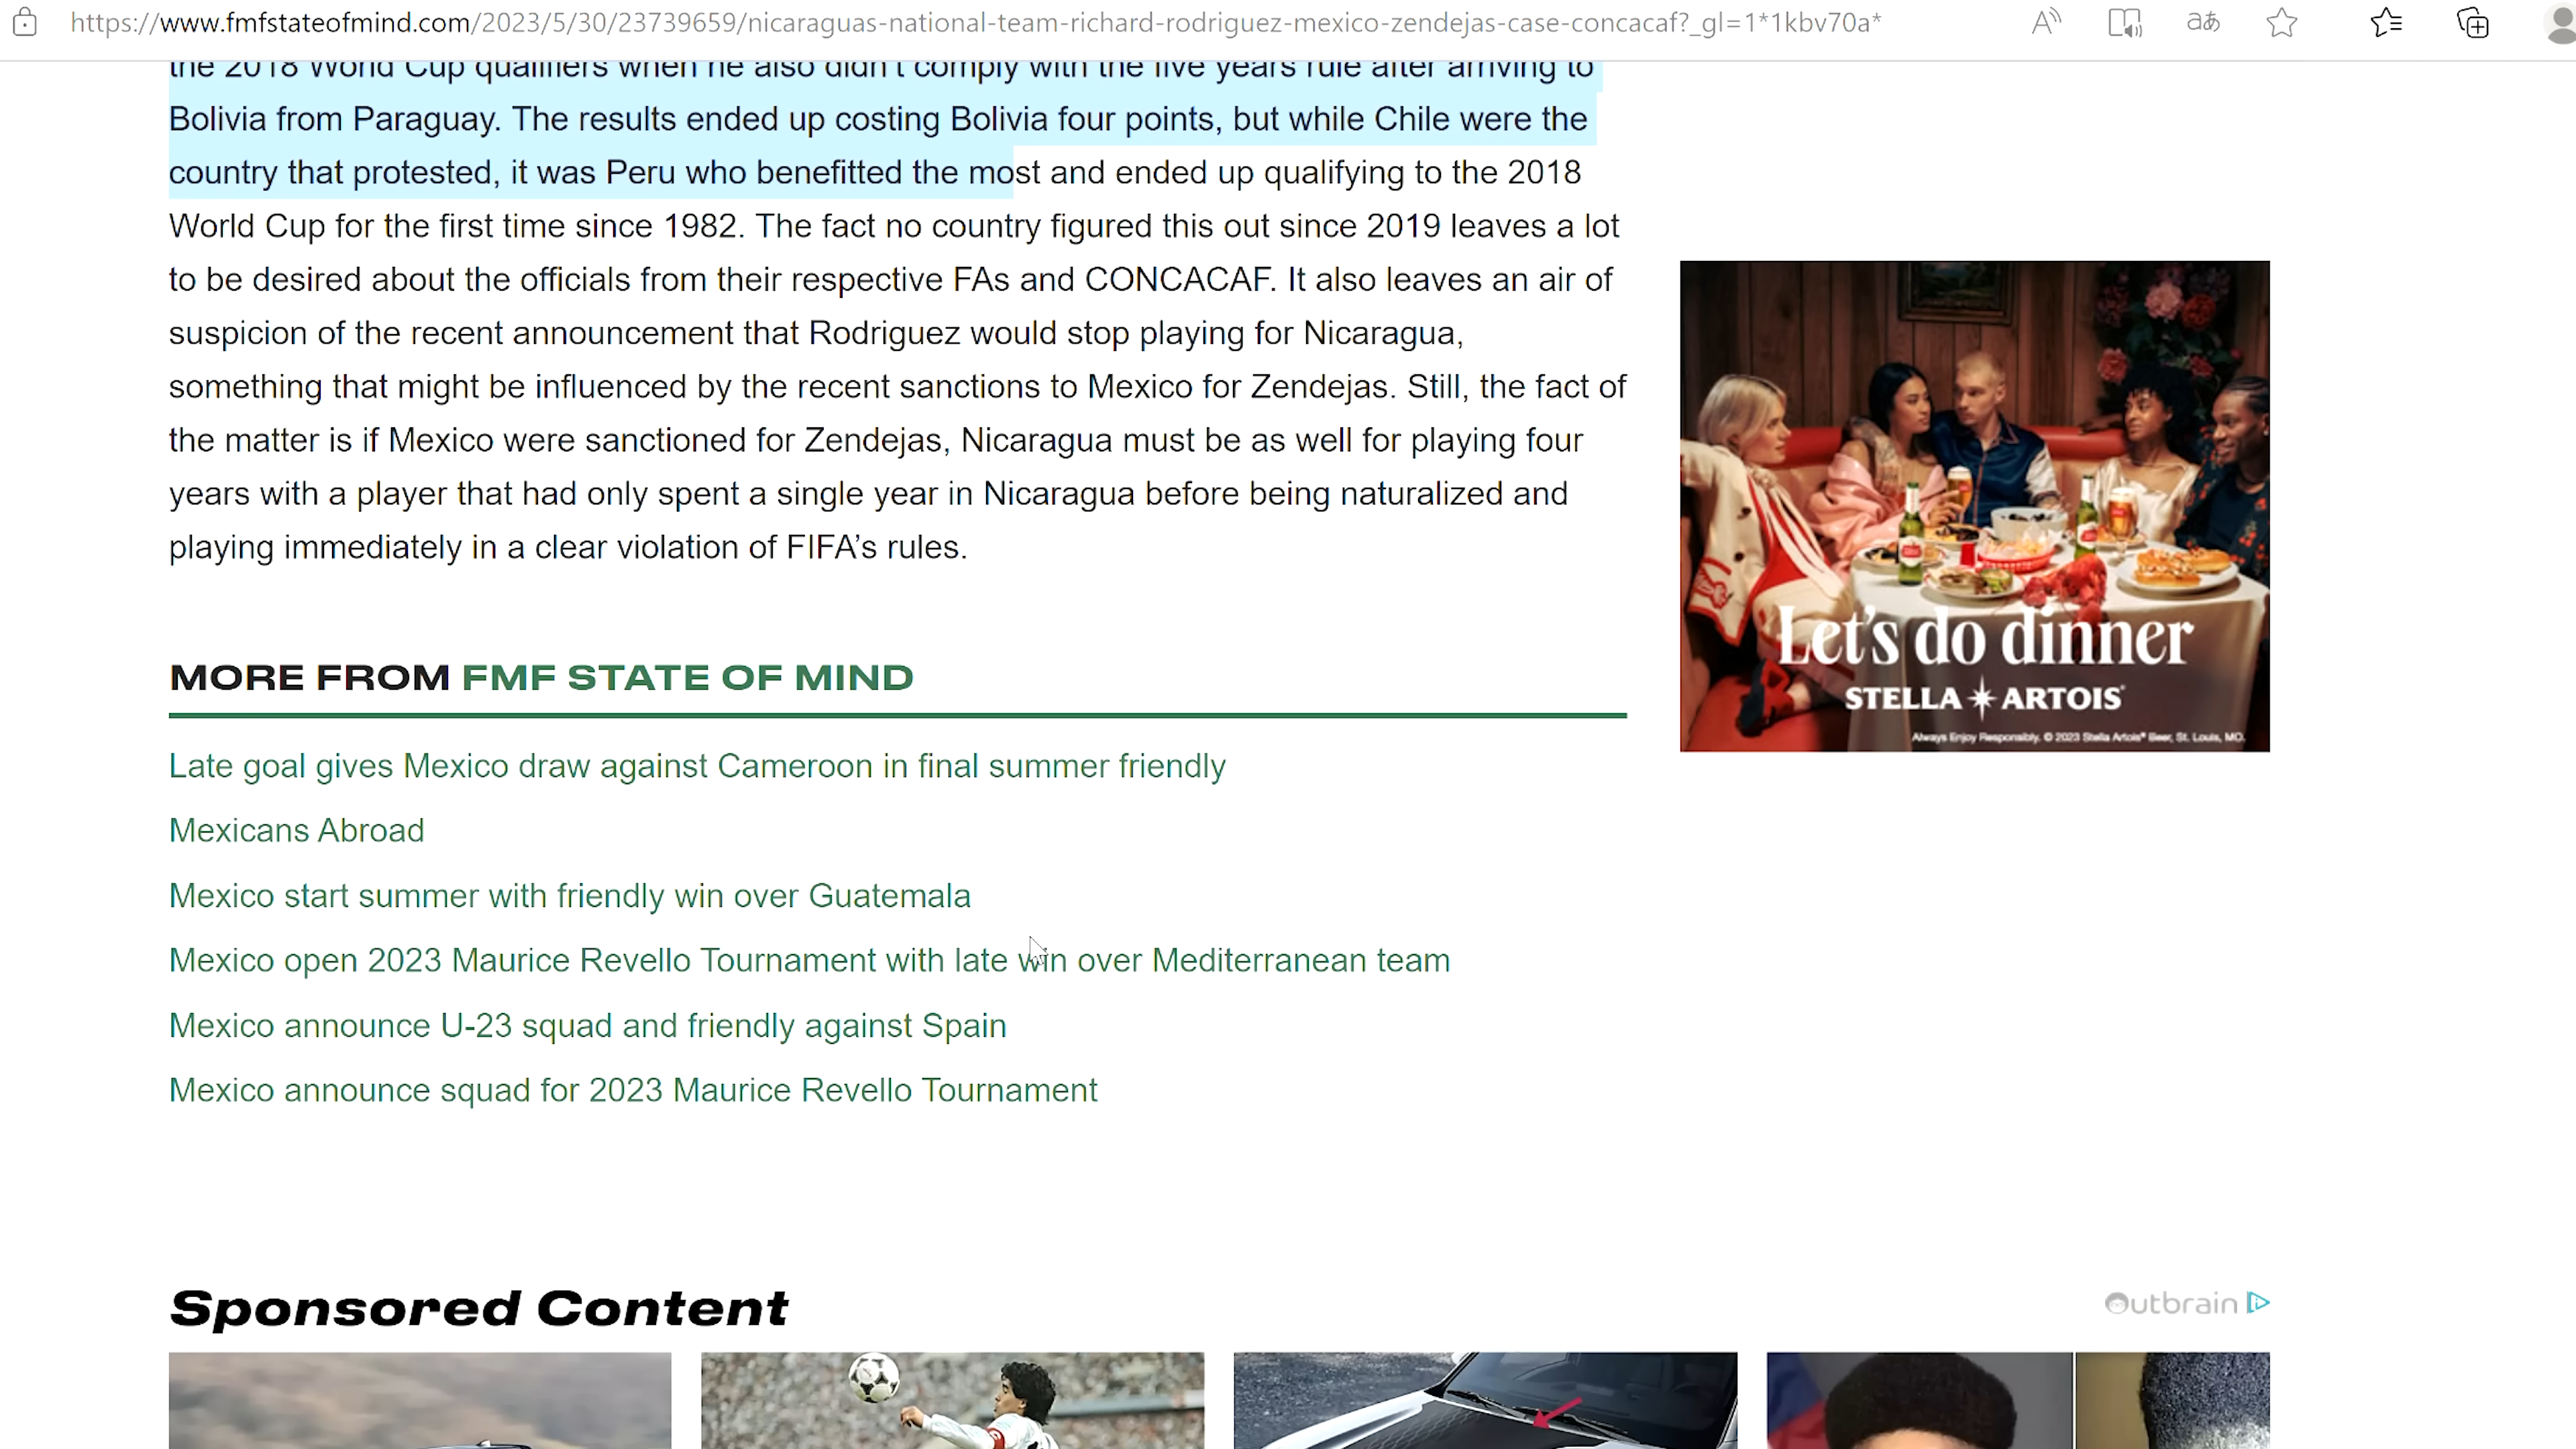 https://www.fmfstateofmind.com/2023/5/30/23739659/nicaraguas-national-team-richard-rodriguez-mexico-zendejas-case-concacaf?_gl=1*1kbv70a*
the 2018 World Cup qualifiers when he also didn't comply with the five years rule after arriving to
Bolivia from Paraguay. The results ended up costing Bolivia four points, but while Chile were the
country that protested, it was Peru who benefitted the most and ended up qualifying to the 2018
World Cup for the first time since 1982. The fact no country figured this out since 2019 leaves a lot
to be desired about the officials from their respective FAs and CONCACAF. It also leaves an air of
suspicion of the recent announcement that Rodriguez would stop playing for Nicaragua,
something that might be influenced by the recent sanctions to Mexico for Zendejas. Still, the fact of
the matter is if Mexico were sanctioned for Zendejas, Nicaragua must be as well for playing four
years with a player that had only spent a single year in Nicaragua before being naturalized and
playing immediately in a clear violation of FIFA’s rules.
Let's do dinner
STELLA ARTOIS
Always Enjoy Responsibly. © 2023 Stella Artois® Beer, St. Louis, MO.
MORE FROM FMF STATE OF MIND
Late goal gives Mexico draw against Cameroon in final summer friendly
Mexicans Abroad
Mexico start summer with friendly win over Guatemala
Mexico open 2023 Maurice Revello Tournament with late win over Mediterranean team
Mexico announce U-23 squad and friendly against Spain
Mexico announce squad for 2023 Maurice Revello Tournament
Sponsored Content
Outbrain